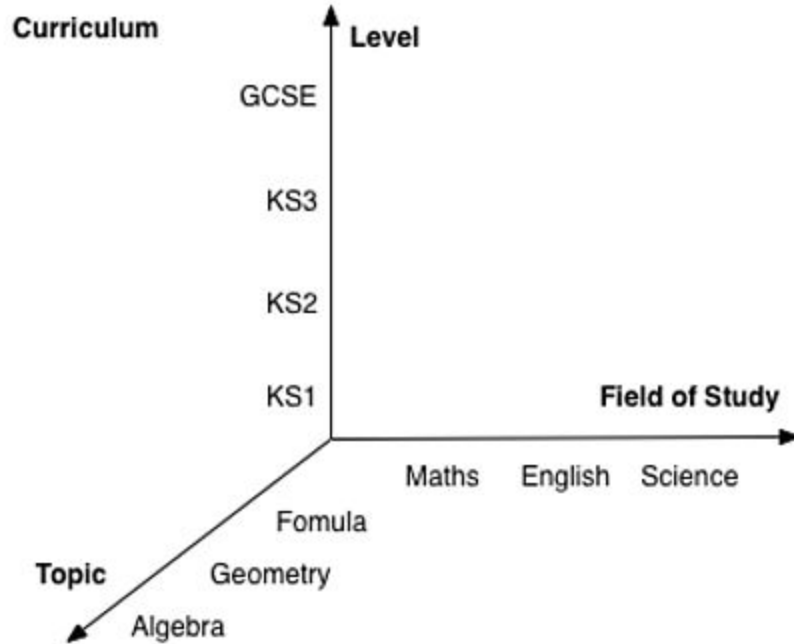 Curriculum
Level
GCSE
KS3
KS2
KS1
Field of Study
Maths English Science
Fomula
Topic Geometry
Algebra